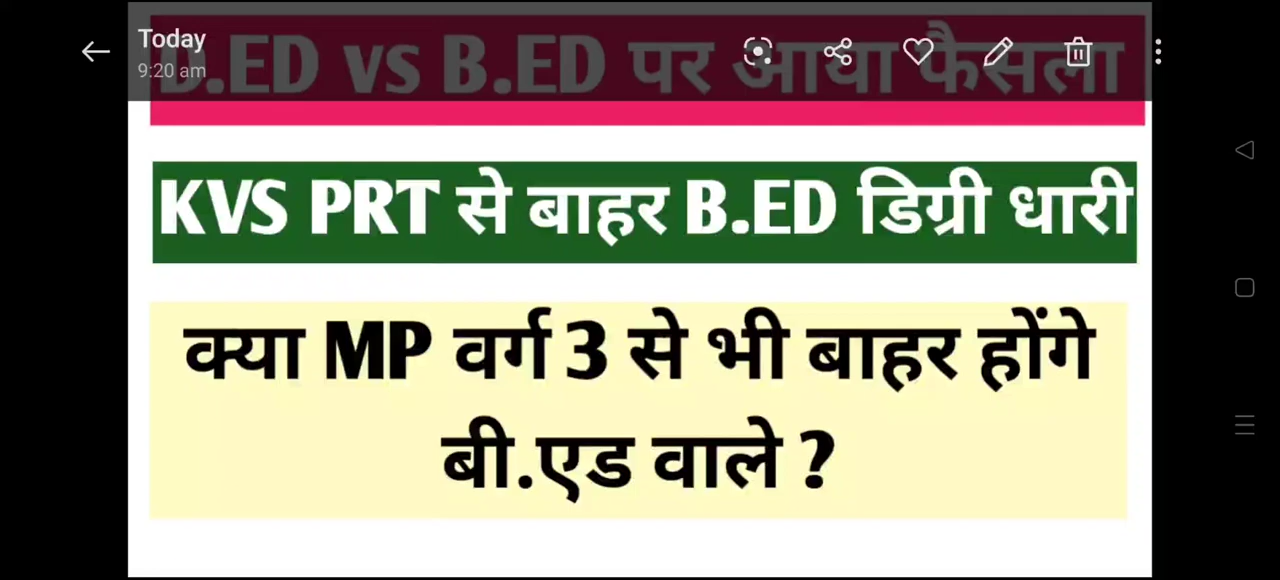 Today
9:20 am
D.ED vs B.ED पर आया फैसला
KVS PRT से बाहर B.ED डिग्री धारी
क्या MP वर्ग 3 से भी बाहर होंगे
बी.एड वाले ?